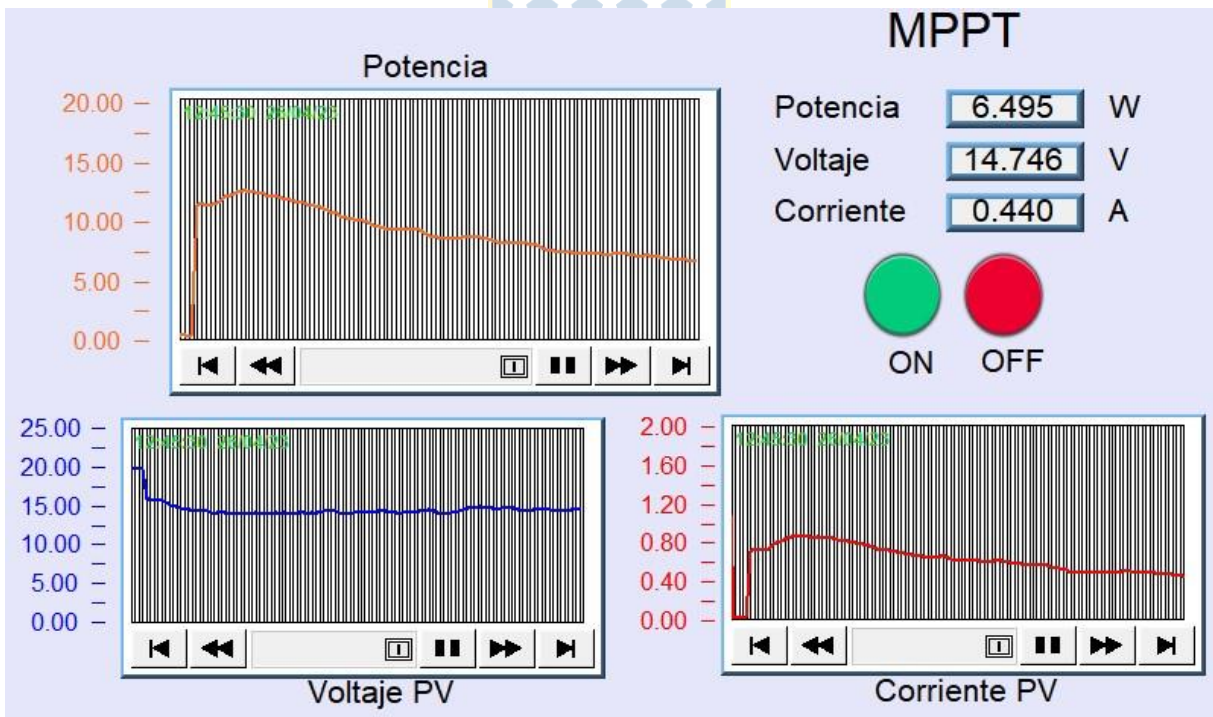 MPPT
Potencia
20.00
15.00
10.00
5.00
0.00
Potencia 6.495 W
Voltaje 14.746 V
Corriente 0.440 A
ON OFF
25.00
20.00
15.00
10.00
5.00
0.00
Voltaje PV
2.00
1.60
1.20
0.80
0.40
0.00
Corriente PV